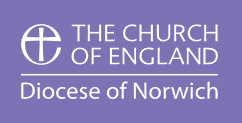 THE CHURCH
OF ENGLAND
Diocese of Norwich